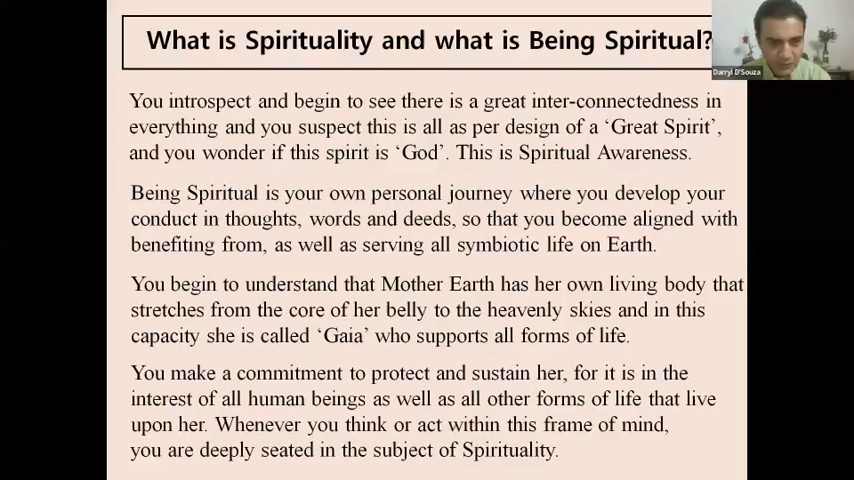 What is Spirituality and what is Being Spiritual?
Darryl D'Souza
You introspect and begin to see there is a great inter-connectedness in
everything and you suspect this is all as per design of a ‘Great Spirit’,
and you wonder if this spirit is ‘God’. This is Spiritual Awareness.
Being Spiritual is your own personal journey where you develop your
conduct in thoughts, words and deeds, so that you become aligned with
benefiting from, as well as serving all symbiotic life on Earth.
You begin to understand that Mother Earth has her own living body that
stretches from the core of her belly to the heavenly skies and in this
capacity she is called ‘Gaia’ who supports all forms of life.
You make a commitment to protect and sustain her, for it is in the
interest of all human beings as well as all other forms of life that live
upon her. Whenever you think or act within this frame of mind,
you are deeply seated in the subject of Spirituality.